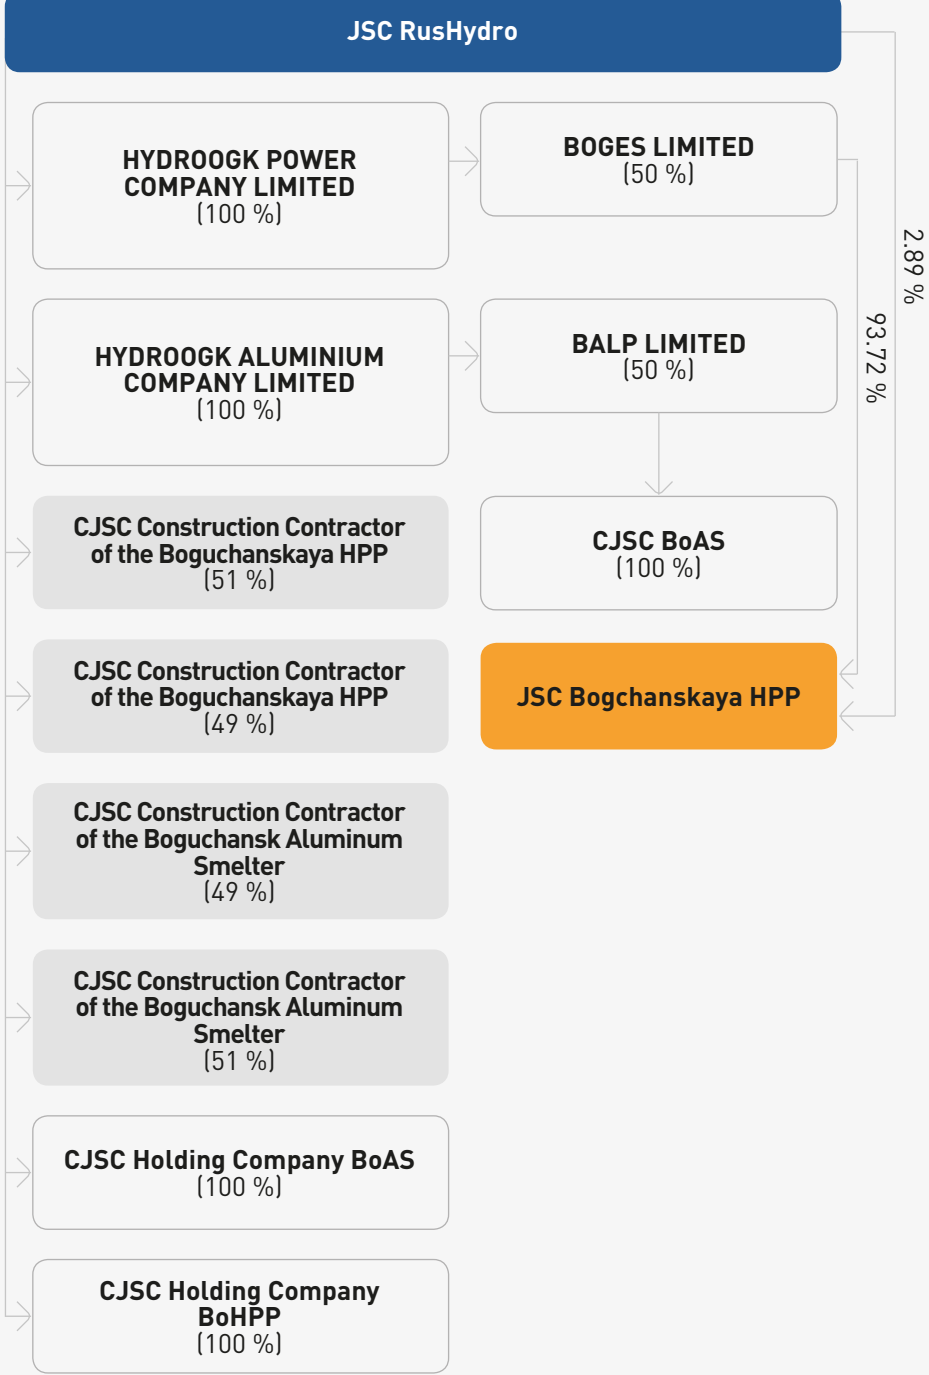 JSC RusHydro
HYDROOGK POWER
COMPANY LIMITED
(100 %)
BOGES LIMITED
(50 %)
2.89 %
93.72 %
HYDROOGK ALUMINIUM
COMPANY LIMITED
(100 %)
BALP LIMITED
(50 %)
CJSC Construction Contractor
of the Boguchanskaya HPP
(51 %)
CJSC BoAS
(100 %)
CJSC Construction Contractor
of the Boguchanskaya HPP
(49 %)
JSC Bogchanskaya HPP
CJSC Construction Contractor
of the Boguchansk Aluminum
Smelter
(49 %)
CJSC Construction Contractor
of the Boguchansk Aluminum
Smelter
(51 %)
CJSC Holding Company BoAS
(100 %)
CJSC Holding Company
BoHPP
(100 %)